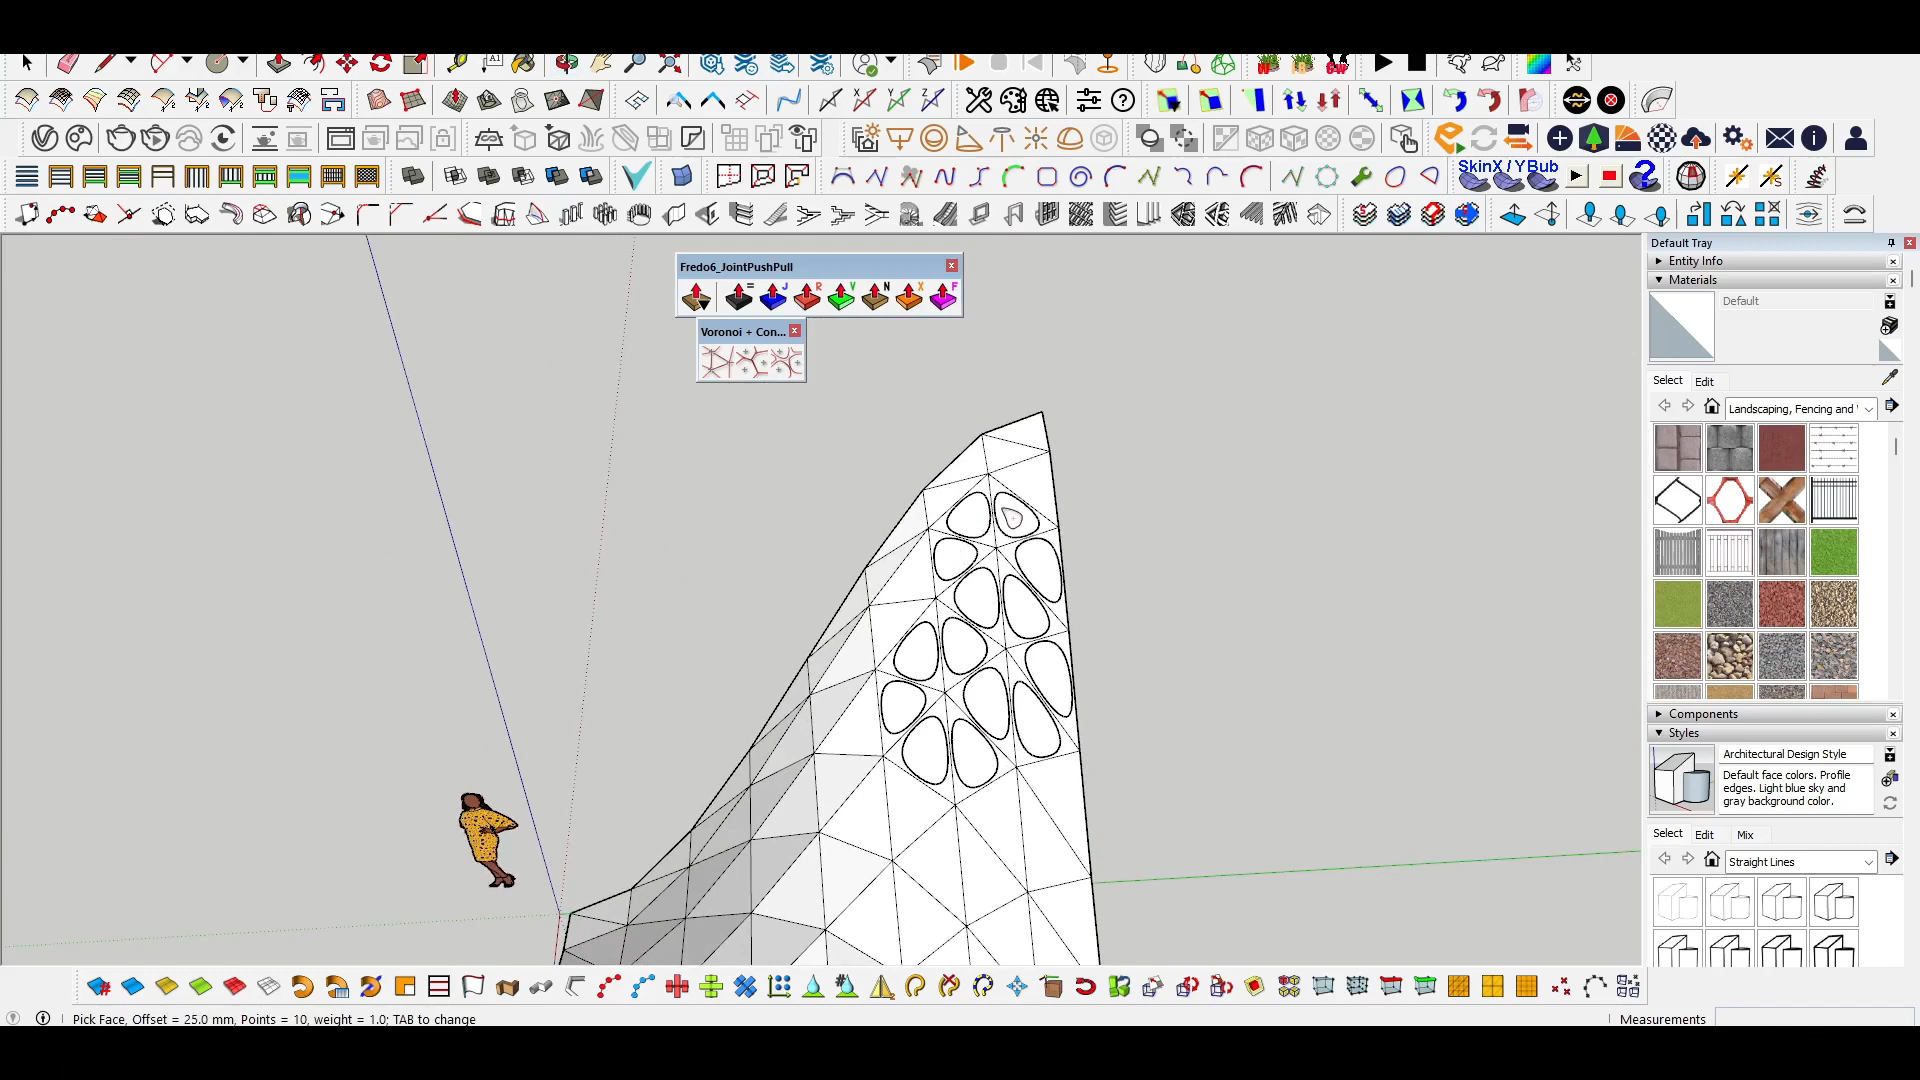 A1
W
6W
X
Y
Z
SkinX / YBub
S
Default Tray
Entity Info
Materials
Default
Fredo6_JointPushPull
= J R V N X F
Voronoi + Con...
Select Edit
Landscaping, Fencing and '
Components
Styles
Architectural Design Style
Default face colors. Profile
edges. Light blue sky and
gray background color.
Select Edit Mix
Straight Lines
Pick Face, Offset = 25.0 mm, Points = 10, weight = 1.0; TAB to change
Measurements